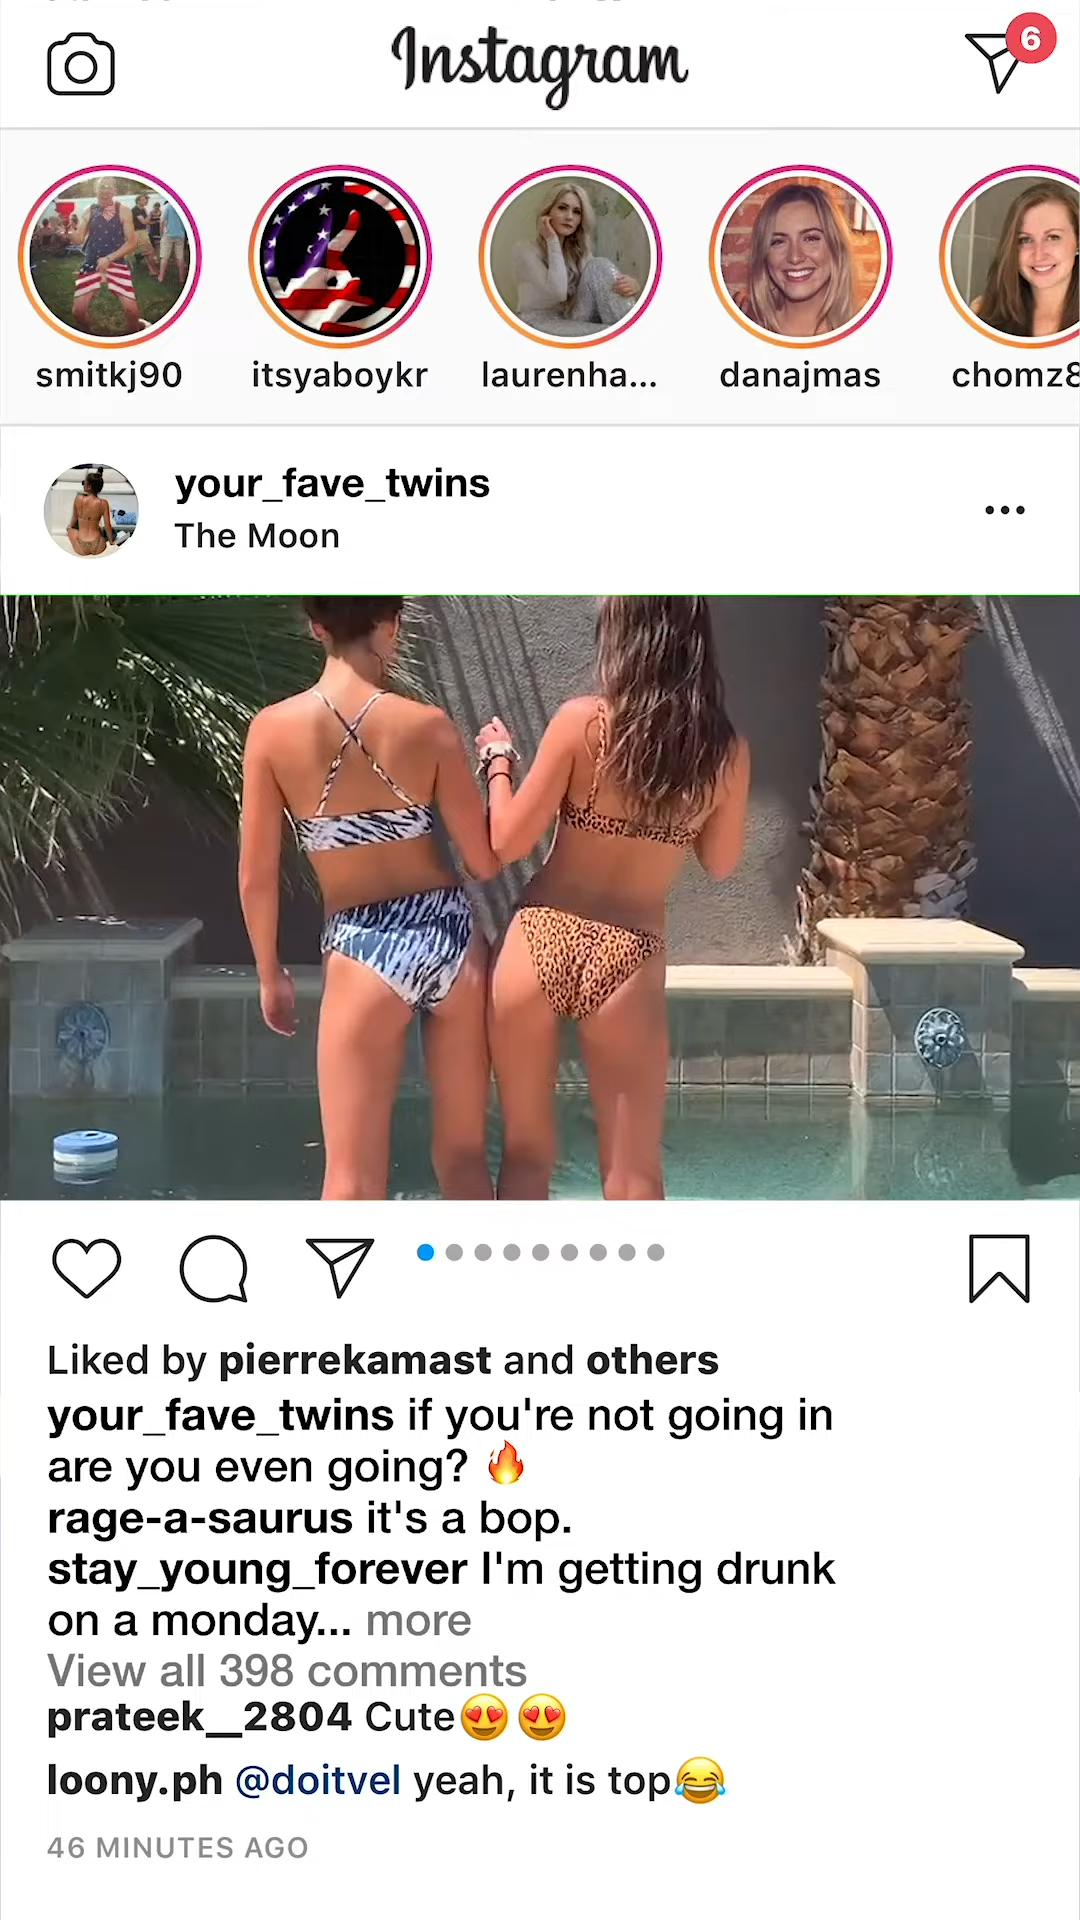 Instagram
6
smitkj90
itsyaboykr
laurenha...
danajmas
chomz8
your_fave_twins
The Moon
Liked by pierrekamast and others
your_fave_twins if you're not going in
are you even going? 🔥
rage-a-saurus it's a bop.
stay_young_forever I'm getting drunk
on a monday... more
View all 398 comments
prateek__2804 Cute😍😍
loony.ph @doitvel yeah, it is top😂
46 MINUTES AGO